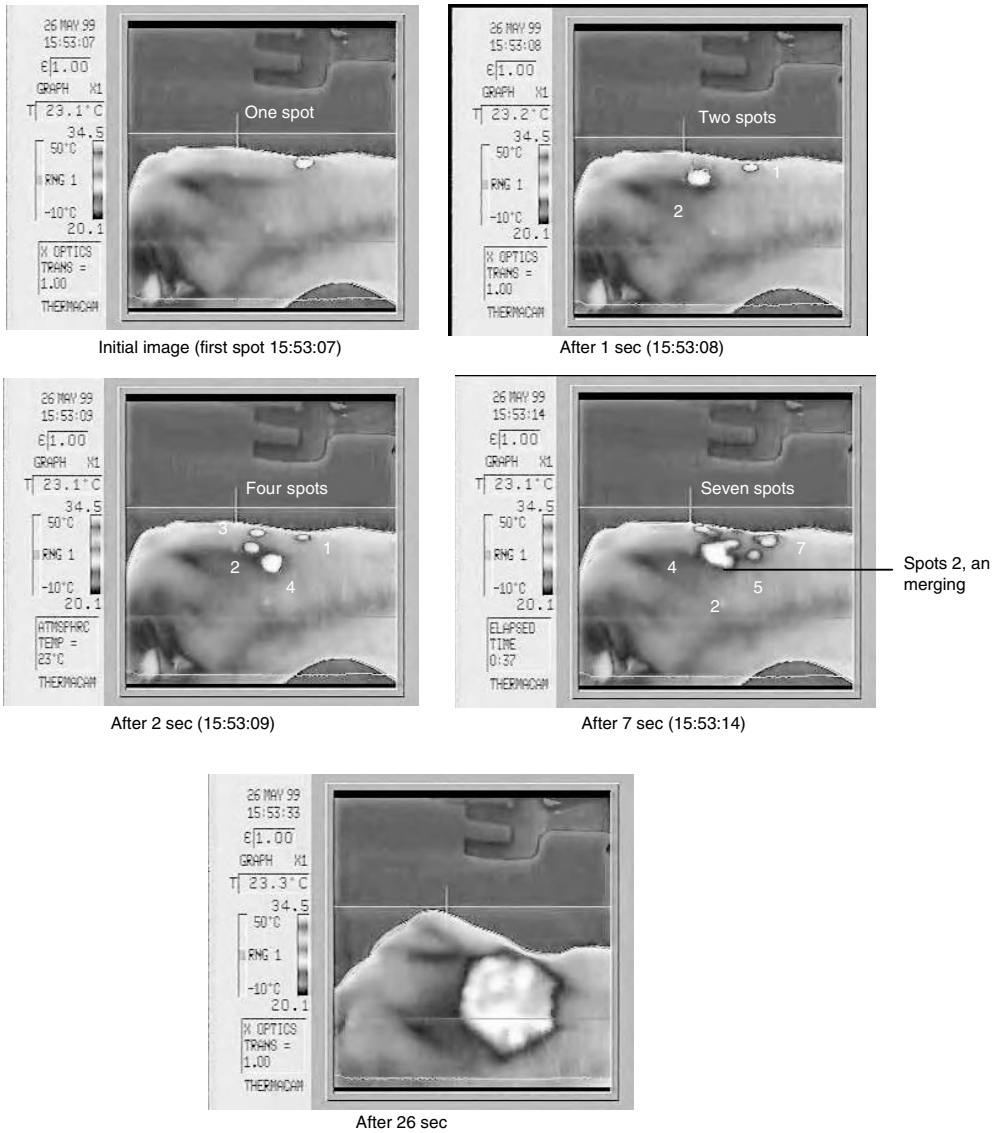 26 MAY 99
15:53:07
ε 1.00
GRAPH X1
T 23.1°C
34.5
50°C
RNG 1
-10°C
20.1
X OPTICS
TRANS =
1.00
THERMACAM
One spot
Initial image (first spot 15:53:07)
26 MAY 99
15:53:08
ε 1.00
GRAPH X1
T 23.2°C
34.5
50°C
RNG 1
-10°C
20.1
X OPTICS
TRANS =
1.00
THERMACAM
Two spots
1
2
After 1 sec (15:53:08)
26 MAY 99
15:53:09
ε 1.00
GRAPH X1
T 23.1°C
34.5
50°C
RNG 1
-10°C
20.1
ATMSPHRC
TEMP =
23°C
THERMACAM
Four spots
3
1
2
4
After 2 sec (15:53:09)
26 MAY 99
15:53:14
ε 1.00
GRAPH X1
T 23.1°C
34.5
50°C
RNG 1
-10°C
20.1
ELAPSED
TIME
0:37
THERMACAM
Seven spots
7
4
5
2
Spots 2, an
merging
After 7 sec (15:53:14)
26 MAY 99
15:53:33
ε 1.00
GRAPH X1
T 23.3°C
34.5
50°C
RNG 1
-10°C
20.1
X OPTICS
TRANS =
1.00
THERMACAM
After 26 sec